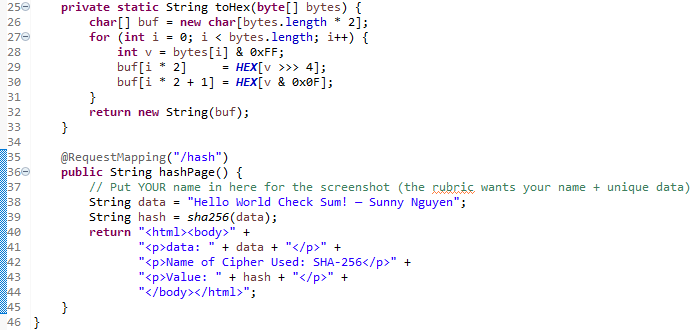 25 private static String toHex(byte[] bytes) {
26 char[] buf = new char[bytes.length * 2];
27 for (int i = 0; i < bytes.length; i++) {
28 int v = bytes[i] & 0xFF;
29 buf[i * 2]     = HEX[v >>> 4];
30 buf[i * 2 + 1] = HEX[v & 0x0F];
31 }
32 return new String(buf);
33 }
34
35 @RequestMapping("/hash")
36 public String hashPage() {
37 // Put YOUR name in here for the screenshot (the rubric wants your name + unique data)
38 String data = "Hello World Check Sum! — Sunny Nguyen";
39 String hash = sha256(data);
40 return "<html><body>" +
41 "<p>data: " + data + "</p>" +
42 "<p>Name of Cipher Used: SHA-256</p>" +
43 "<p>Value: " + hash + "</p>" +
44 "</body></html>";
45 }
46 }